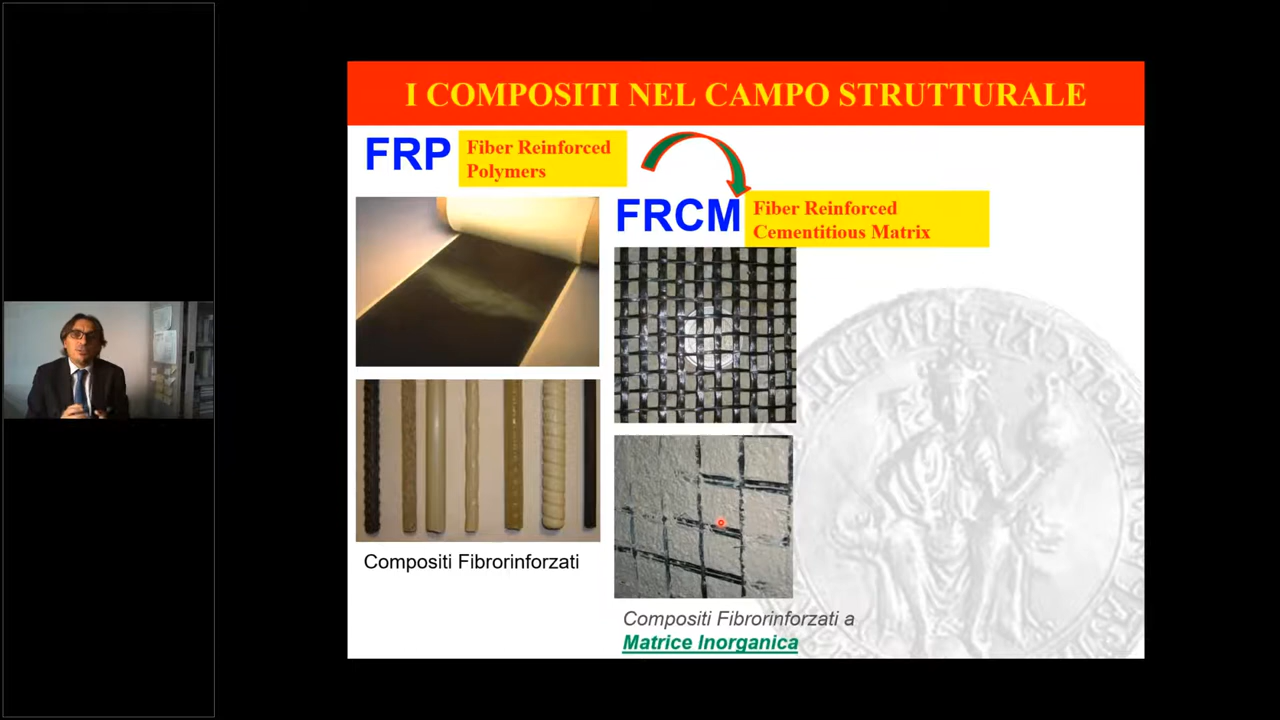 I COMPOSITI NEL CAMPO STRUTTURALE
FRP
Fiber Reinforced
Polymers
FRCM
Fiber Reinforced
Cementitious Matrix
Compositi Fibrorinforzati
Compositi Fibrorinforzati a
Matrice Inorganica